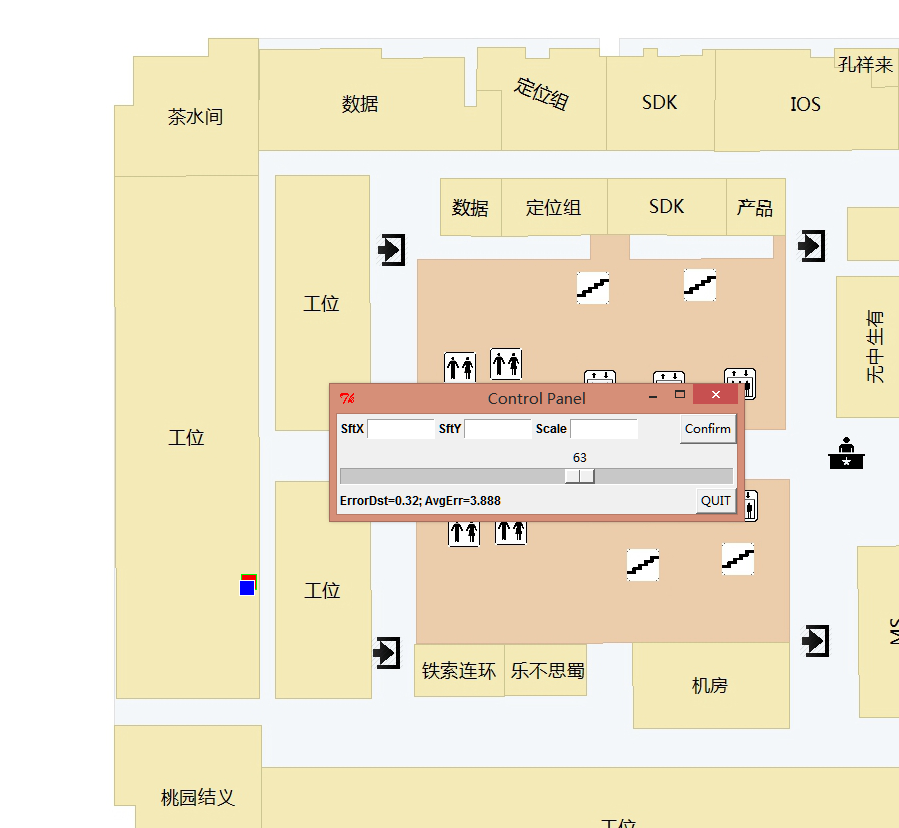 孔祥来
茶水间
数据
定位组
SDK
IOS
数据
定位组
SDK
产品
工位
无中生有
工位
Control Panel
SftX
SftY
Scale
Confirm
63
ErrorDst=0.32; AvgErr=3.888
QUIT
工位
MS
铁索连环
乐不思蜀
机房
桃园结义
工位